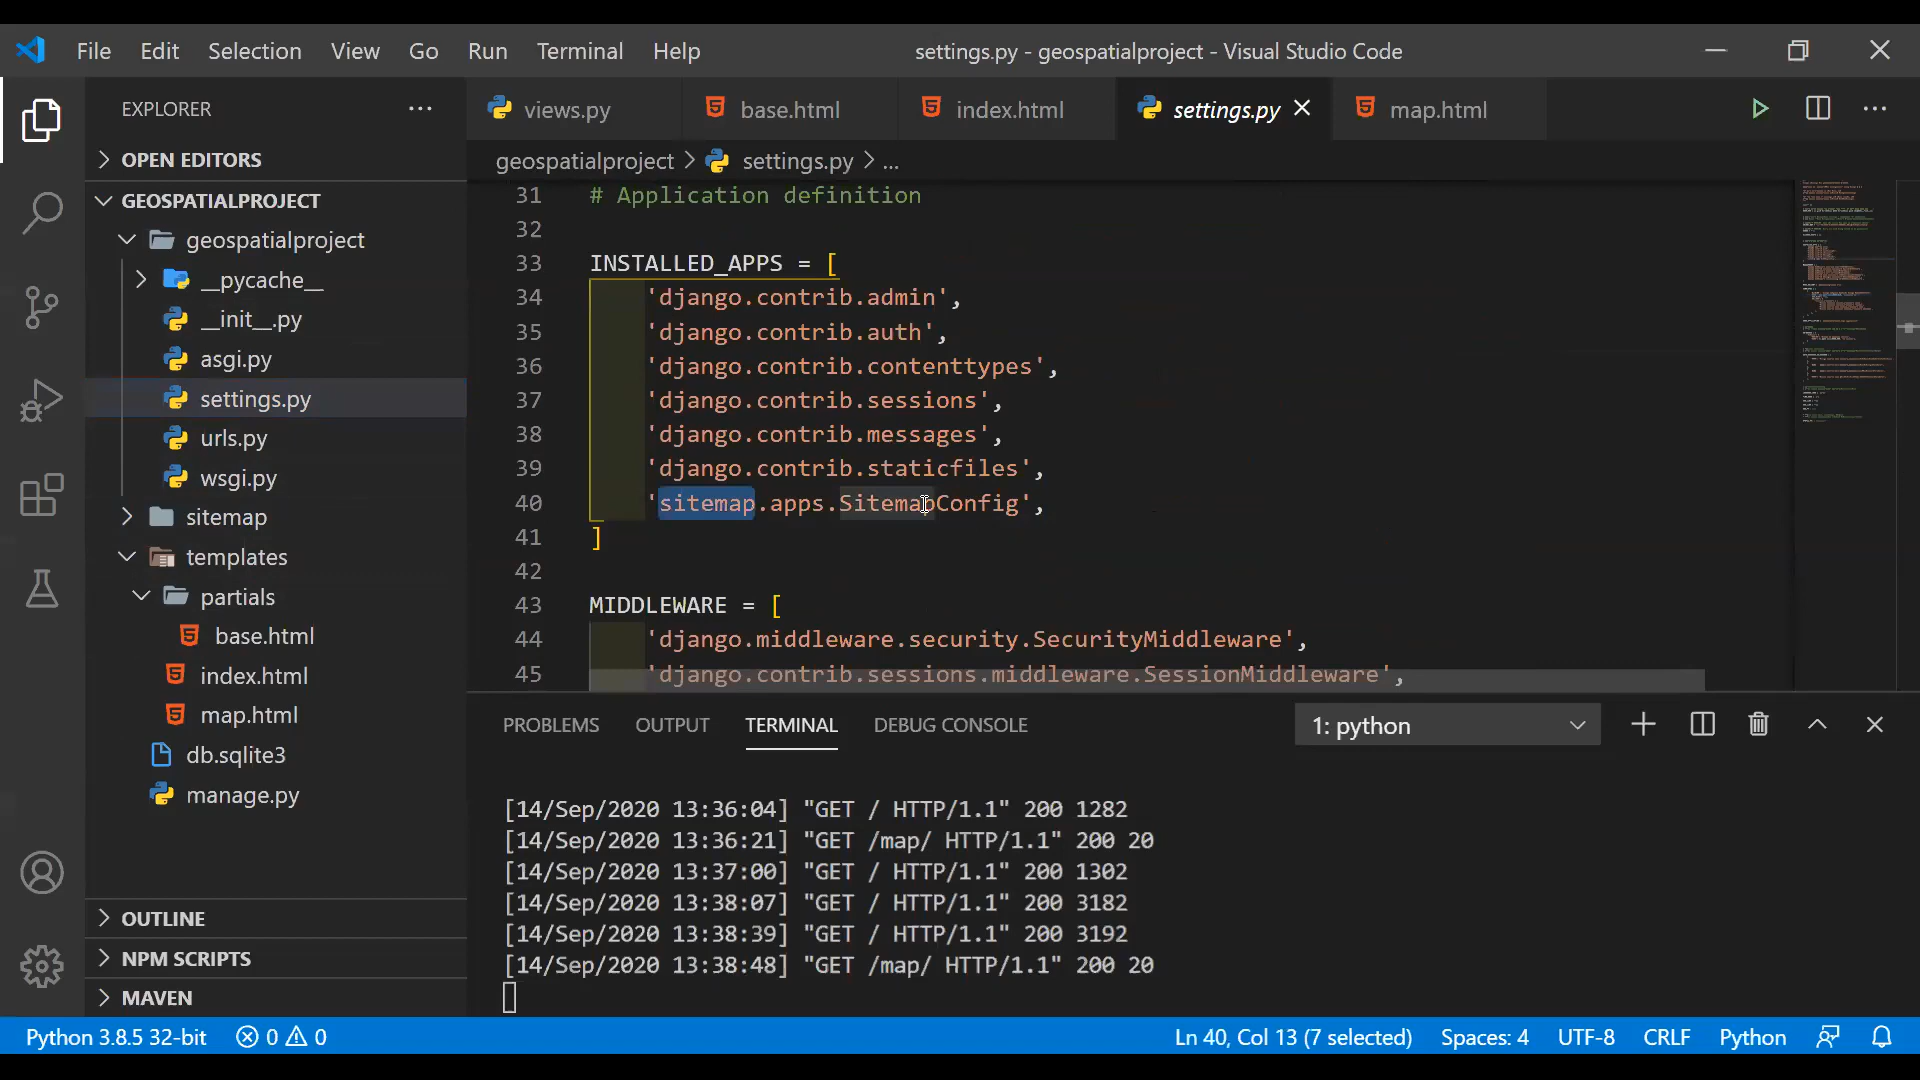 File Edit Selection View Go Run Terminal Help settings.py - geospatialproject - Visual Studio Code
EXPLORER
OPEN EDITORS
GEOSPATIALPROJECT
geospatialproject
__pycache__
__init__.py
asgi.py
settings.py
urls.py
wsgi.py
sitemap
templates
partials
base.html
index.html
map.html
db.sqlite3
manage.py
OUTLINE
NPM SCRIPTS
MAVEN
views.py base.html index.html settings.py map.html
geospatialproject > settings.py > ...
31 # Application definition
32
33 INSTALLED_APPS = [
34 'django.contrib.admin',
35 'django.contrib.auth',
36 'django.contrib.contenttypes',
37 'django.contrib.sessions',
38 'django.contrib.messages',
39 'django.contrib.staticfiles',
40 'sitemap.apps.SitemapConfig',
41 ]
42
43 MIDDLEWARE = [
44 'django.middleware.security.SecurityMiddleware',
45 'django.contrib.sessions.middleware.SessionMiddleware',
PROBLEMS OUTPUT TERMINAL DEBUG CONSOLE 1: python
[14/Sep/2020 13:36:04] "GET / HTTP/1.1" 200 1282
[14/Sep/2020 13:36:21] "GET /map/ HTTP/1.1" 200 20
[14/Sep/2020 13:37:00] "GET / HTTP/1.1" 200 1302
[14/Sep/2020 13:38:07] "GET / HTTP/1.1" 200 3182
[14/Sep/2020 13:38:39] "GET / HTTP/1.1" 200 3192
[14/Sep/2020 13:38:48] "GET /map/ HTTP/1.1" 200 20
Python 3.8.5 32-bit 0 0 Ln 40, Col 13 (7 selected) Spaces: 4 UTF-8 CRLF Python